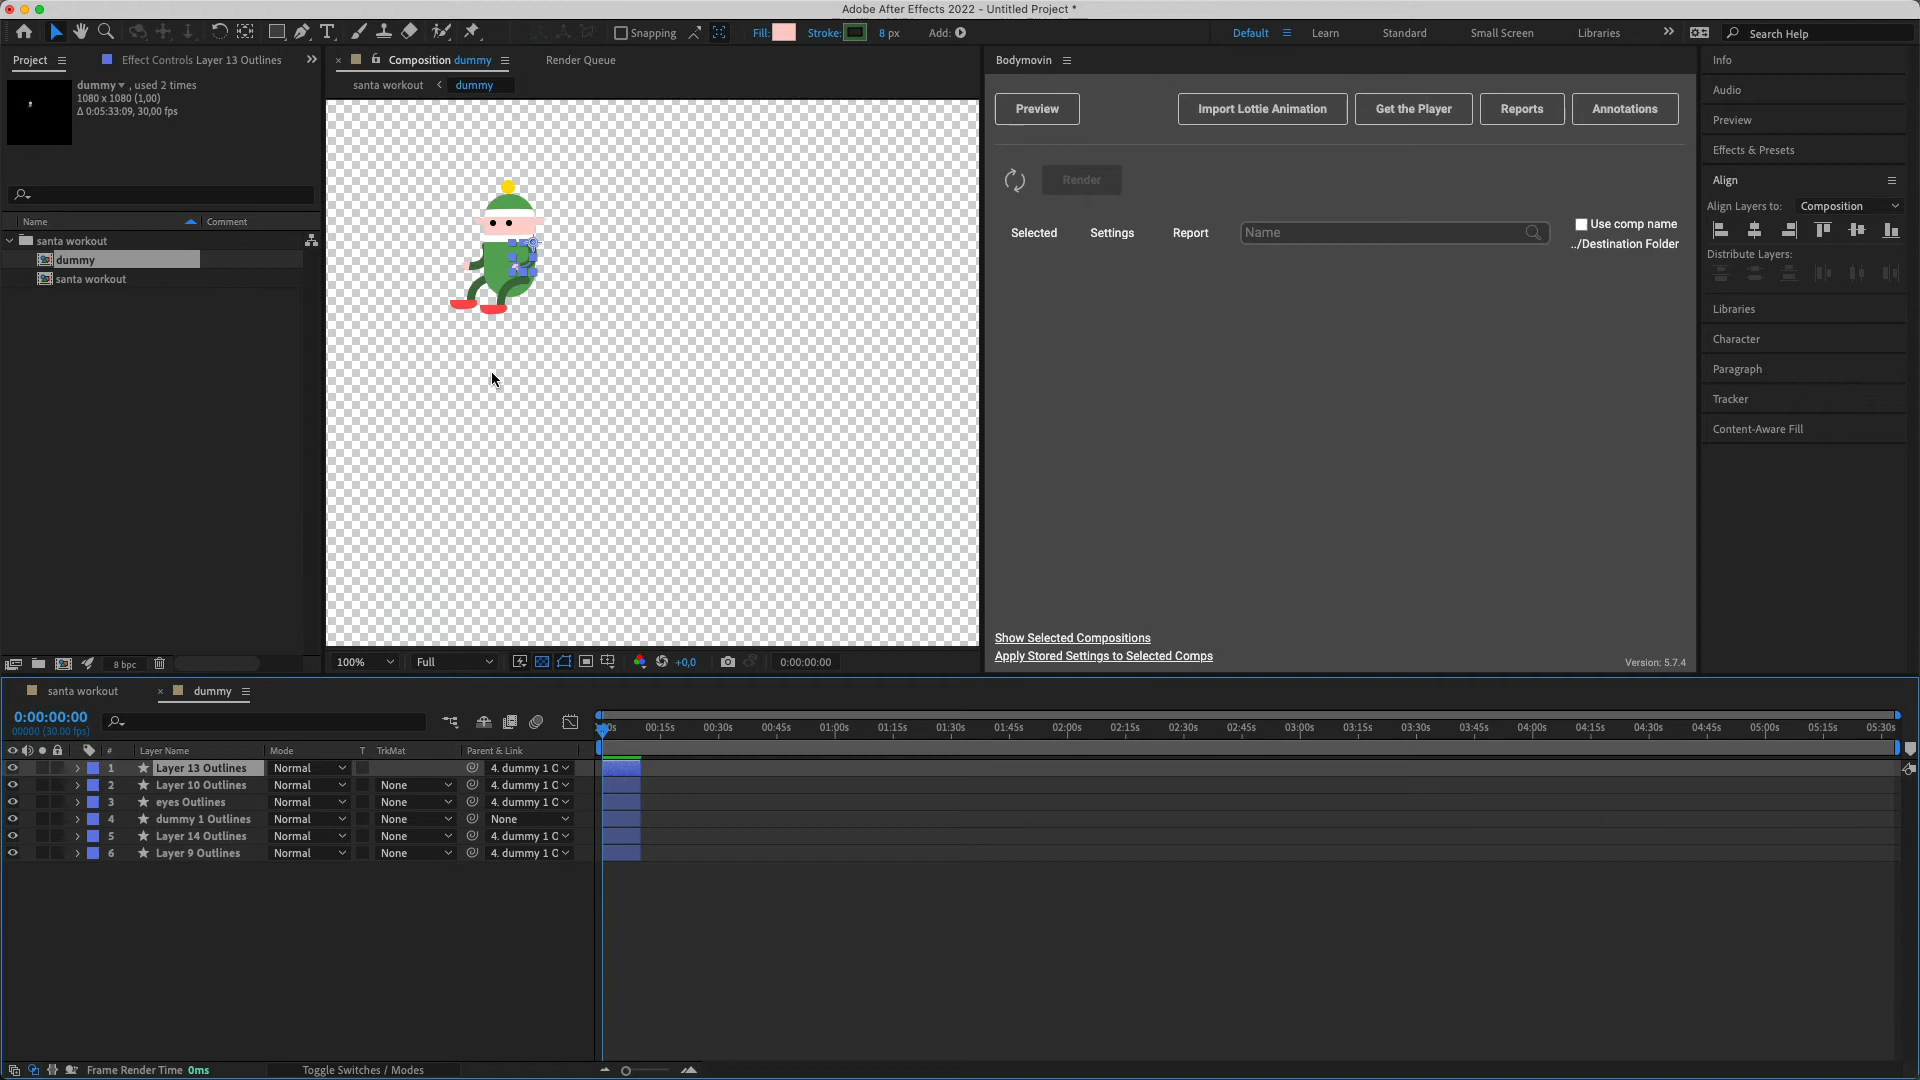 Adobe After Effects 2022 - Untitled Project *
Snapping
Fill:
Stroke:
8 px
Add:
Default
Learn
Standard
Small Screen
Libraries
Search Help
Project
Effect Controls Layer 13 Outlines
Composition dummy
Render Queue
Bodymovin
Info
dummy , used 2 times
1080 x 1080 (1,00)
Δ 0:05:33:09, 30,00 fps
santa workout
dummy
Preview
Import Lottie Animation
Get the Player
Reports
Annotations
Audio
Preview
Effects & Presets
Align
Render
Align Layers to:
Composition
Name
Comment
Selected
Settings
Report
Name
Use comp name
../Destination Folder
Distribute Layers:
santa workout
dummy
santa workout
Libraries
Character
Paragraph
Tracker
Content-Aware Fill
Show Selected Compositions
Apply Stored Settings to Selected Comps
Version: 5.7.4
8 bpc
100%
Full
+0,0
0:00:00:00
santa workout
dummy
0:00:00:00
00000 (30.00 fps)
00:15s
00:30s
00:45s
01:00s
01:15s
01:30s
01:45s
02:00s
02:15s
02:30s
02:45s
03:00s
03:15s
03:30s
03:45s
04:00s
04:15s
04:30s
04:45s
05:00s
05:15s
05:30s
#
Layer Name
Mode
T
TrkMat
Parent & Link
1
Layer 13 Outlines
Normal
4. dummy 1 O
2
Layer 10 Outlines
Normal
None
4. dummy 1 O
3
eyes Outlines
Normal
None
4. dummy 1 O
4
dummy 1 Outlines
Normal
None
None
5
Layer 14 Outlines
Normal
None
4. dummy 1 O
6
Layer 9 Outlines
Normal
None
4. dummy 1 O
Frame Render Time 0ms
Toggle Switches / Modes